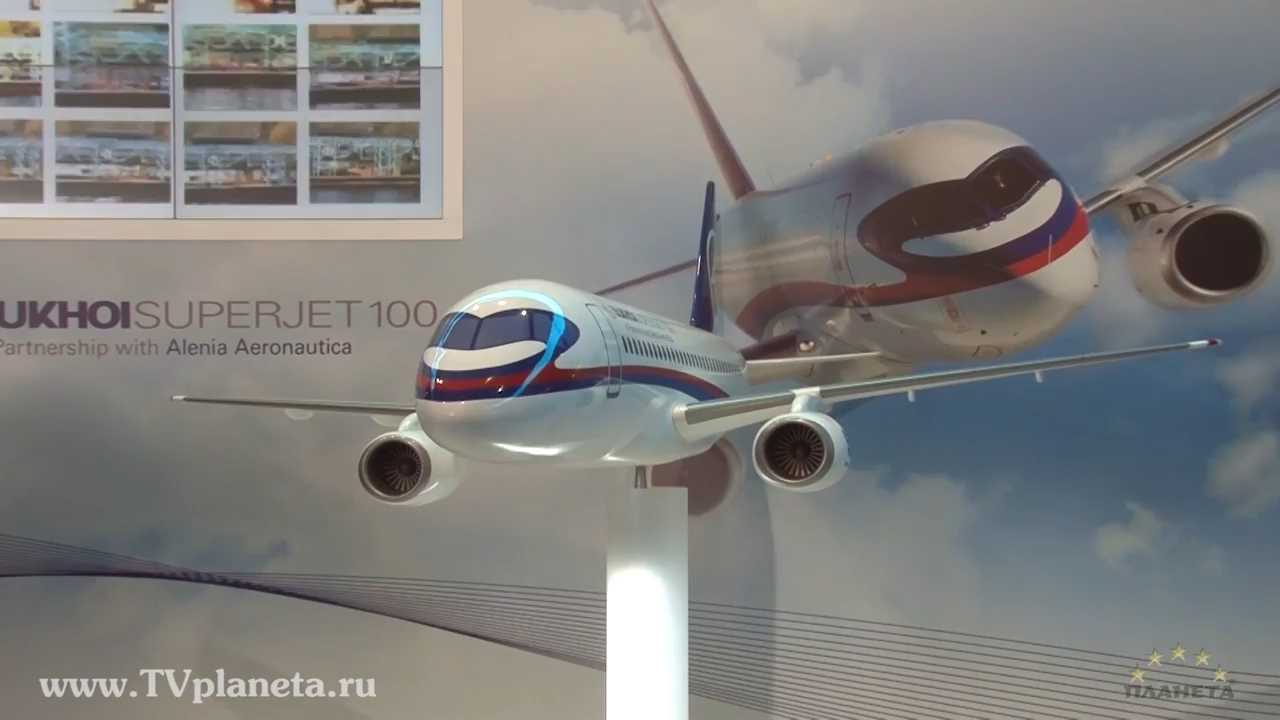 UKHOI SUPERJET 100
Partnership with Alenia Aeronautica
www.TVplaneta.ru
ПЛАНЕТА